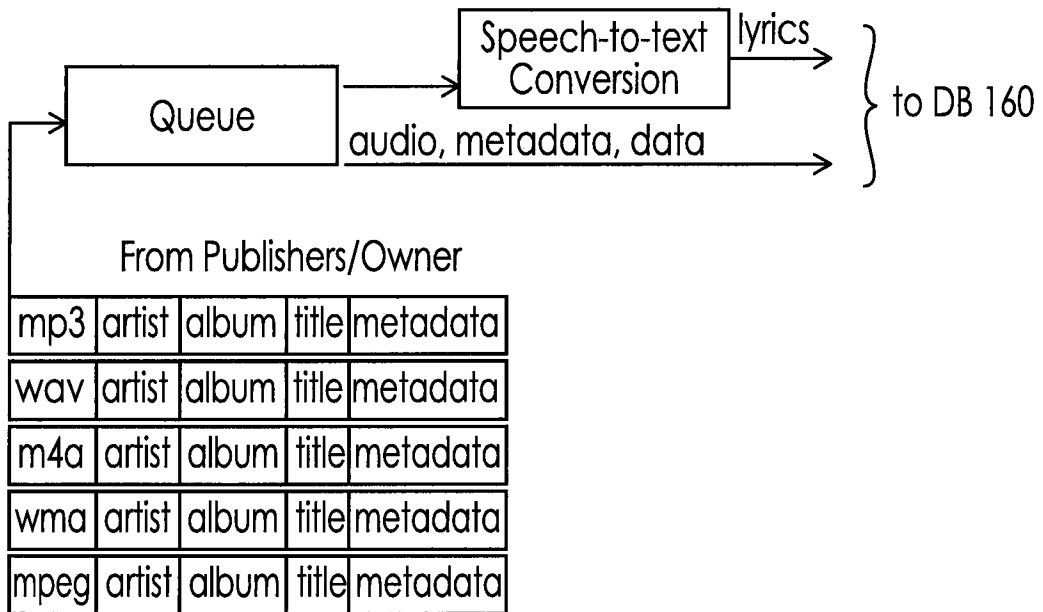 Speech-to-text
Conversion
lyrics
Queue
audio, metadata, data
to DB 160
From Publishers/Owner
mp3 artist album title metadata
wav artist album title metadata
m4a artist album title metadata
wma artist album title metadata
mpeg artist album title metadata